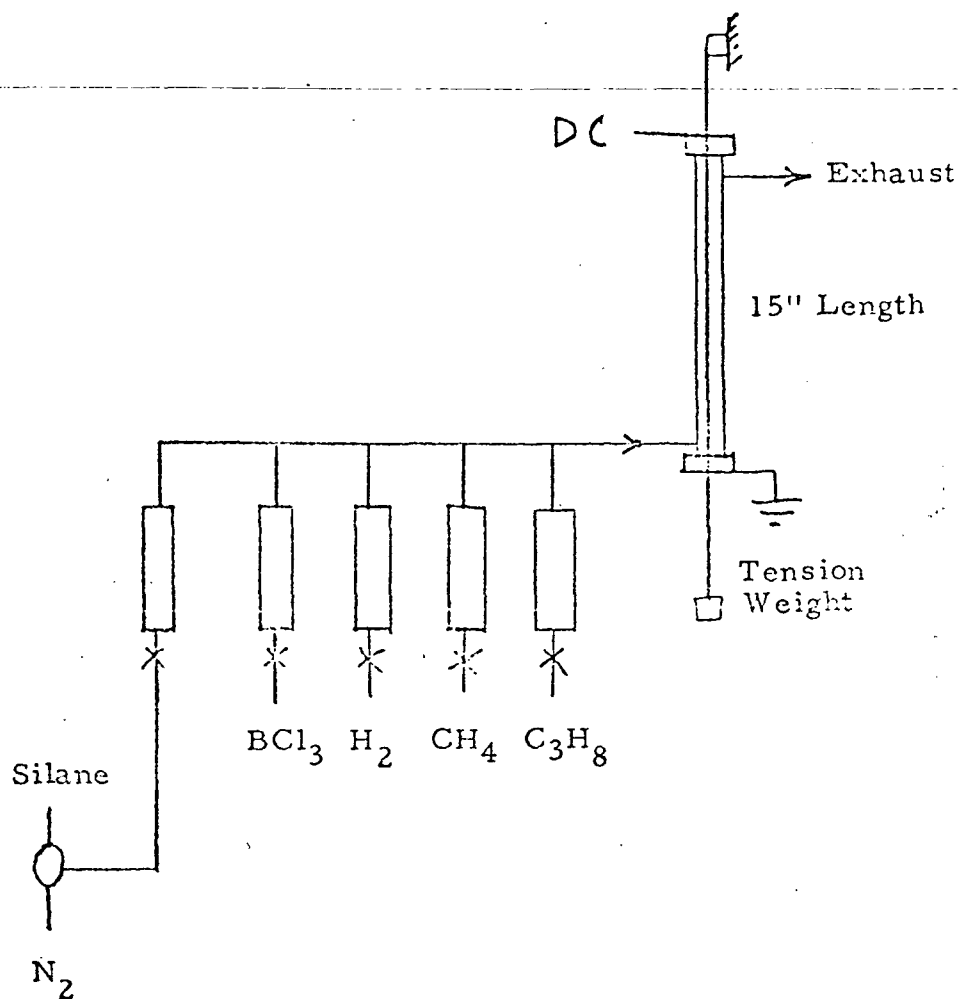 DC
Exhaust
15" Length
Tension
Weight
BCl₃ H₂ CH₄ C₃H₈
Silane
N₂